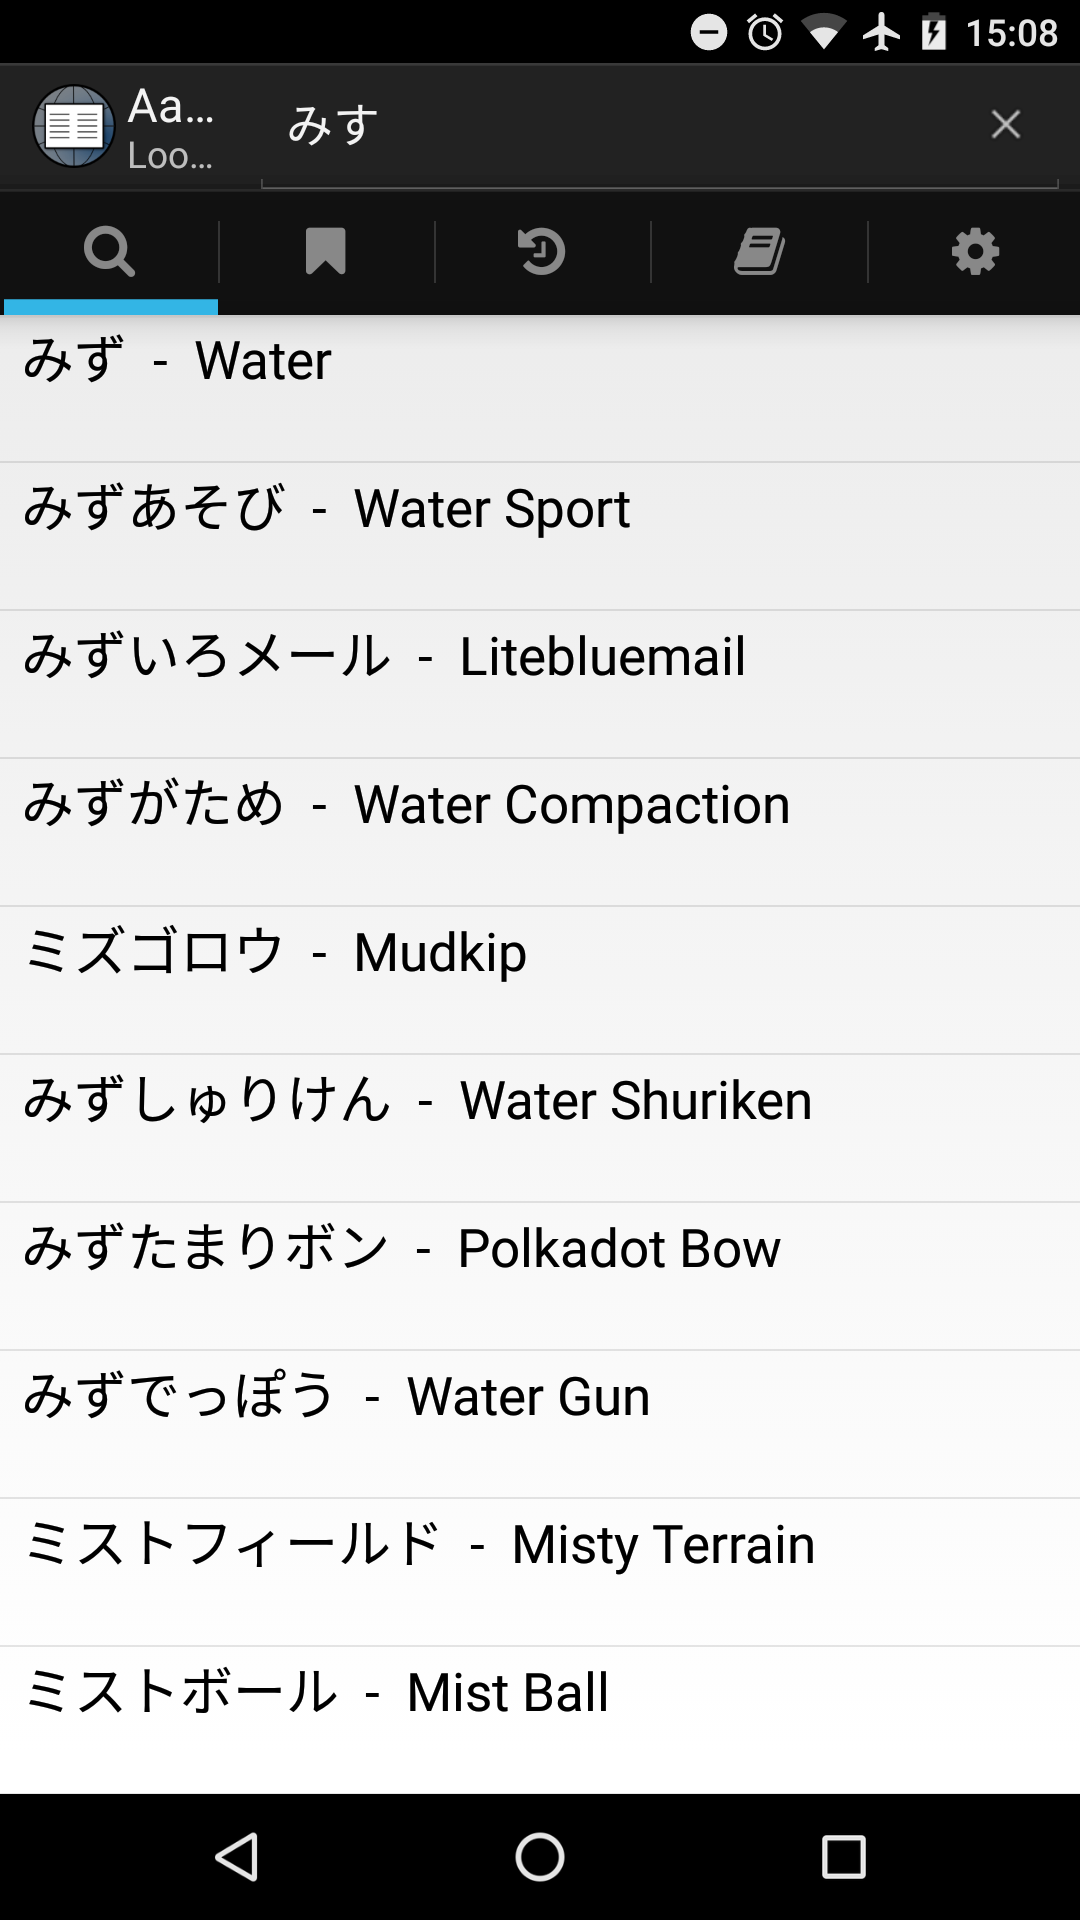 15:08
Aa...
Loo...
みす
みず - Water
みずあそび - Water Sport
みずいろメール - Litebluemail
みずがため - Water Compaction
ミズゴロウ - Mudkip
みずしゅりけん - Water Shuriken
みずたまりボン - Polkadot Bow
みずでっぽう - Water Gun
ミストフィールド - Misty Terrain
ミストボール - Mist Ball